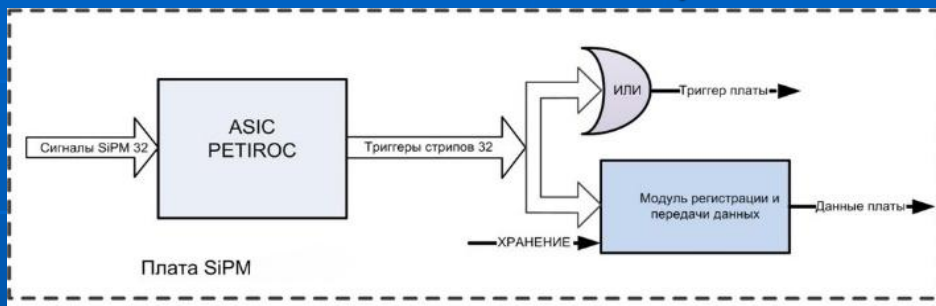 ИЛИ
Триггер платы
ASIC
PETIROC
Сигналы SiPM 32
Триггеры стрипов 32
Модуль регистрации и
передачи данных
Данные платы
ХРАНЕНИЕ
Плата SiPM